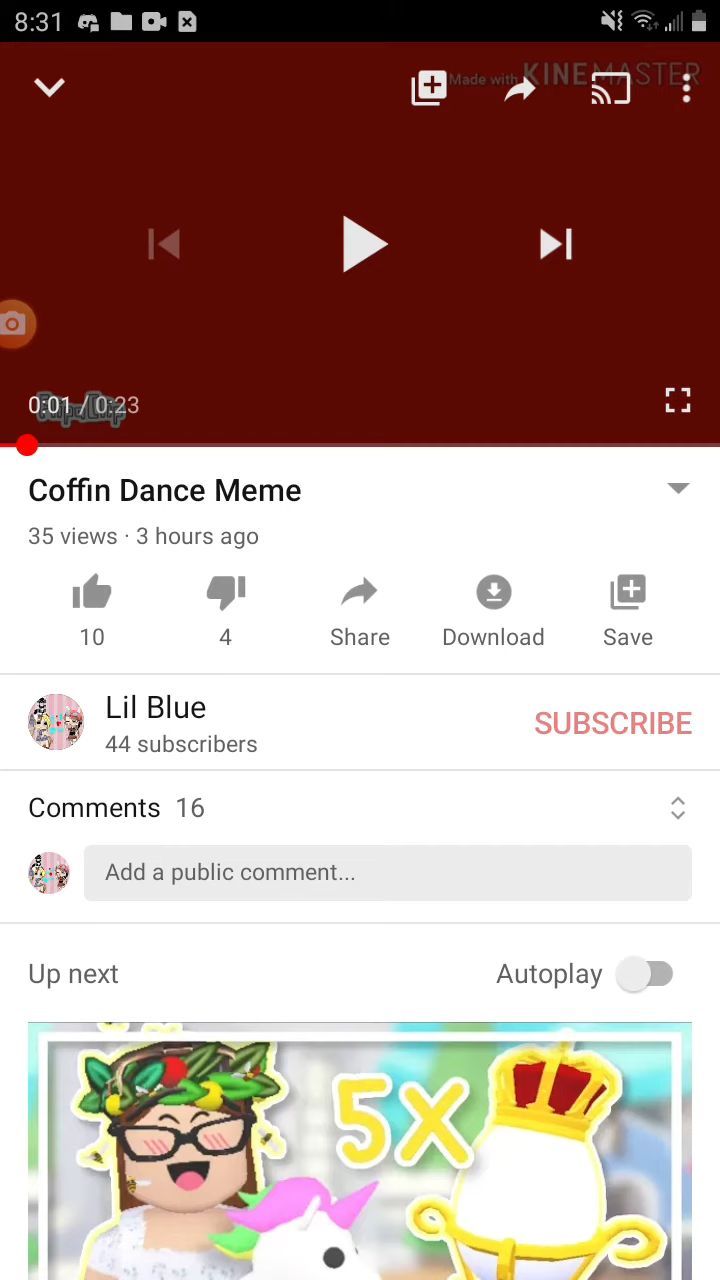 8:31
Made with KINEMASTER
0:01 / 0:23
FlipaClip
Coffin Dance Meme
35 views · 3 hours ago
10
4
Share
Download
Save
Lil Blue
44 subscribers
SUBSCRIBE
Comments 16
Add a public comment...
Up next
Autoplay
5X